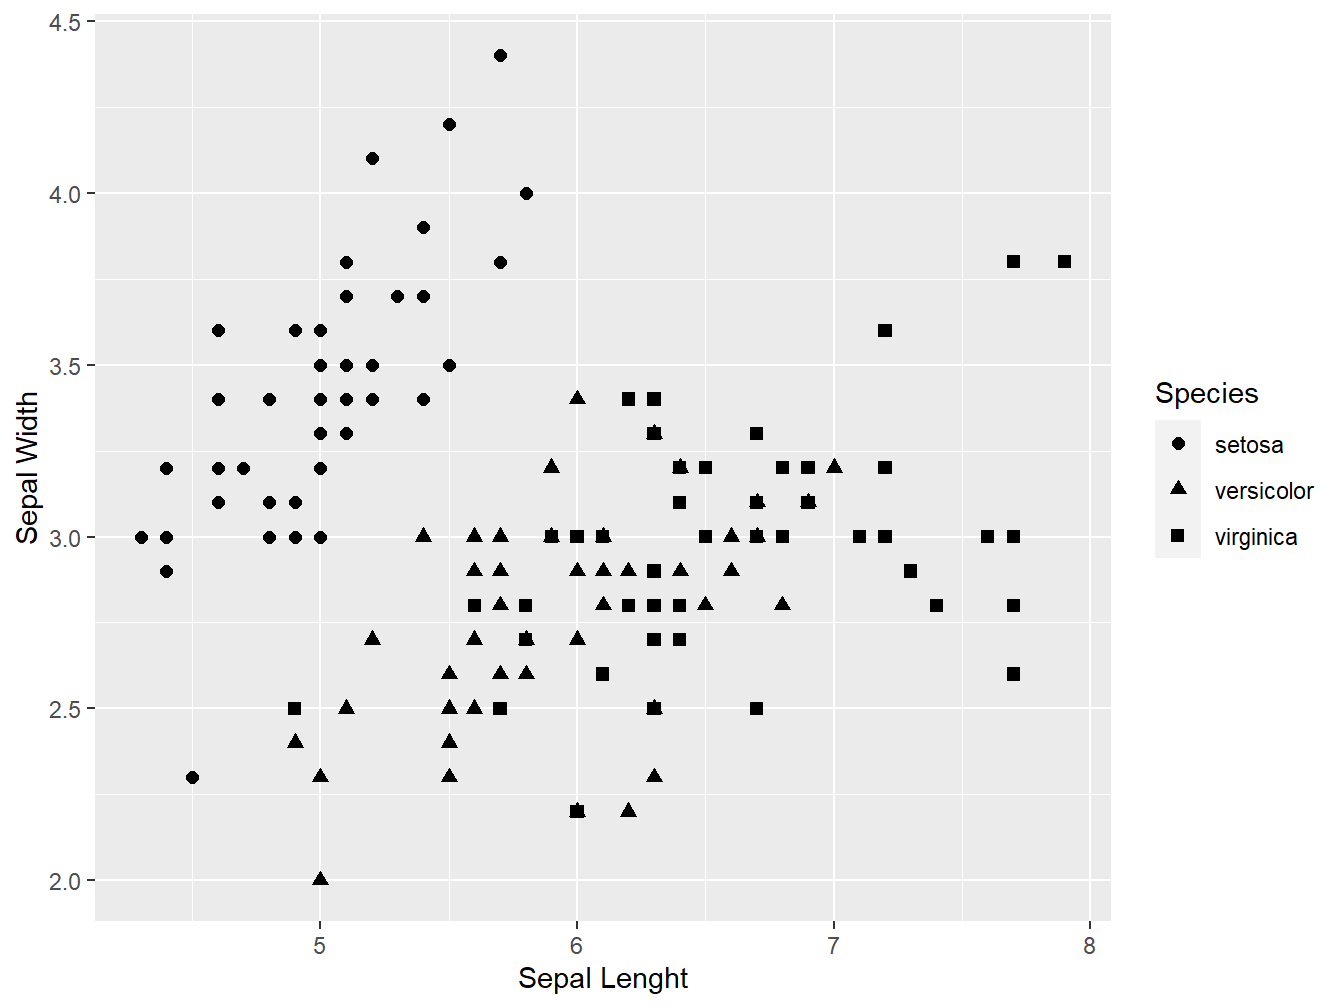 4.5
4.0
3.5
3.0
2.5
2.0
Sepal Width
5 6 7 8
Sepal Lenght
Species
setosa
versicolor
virginica